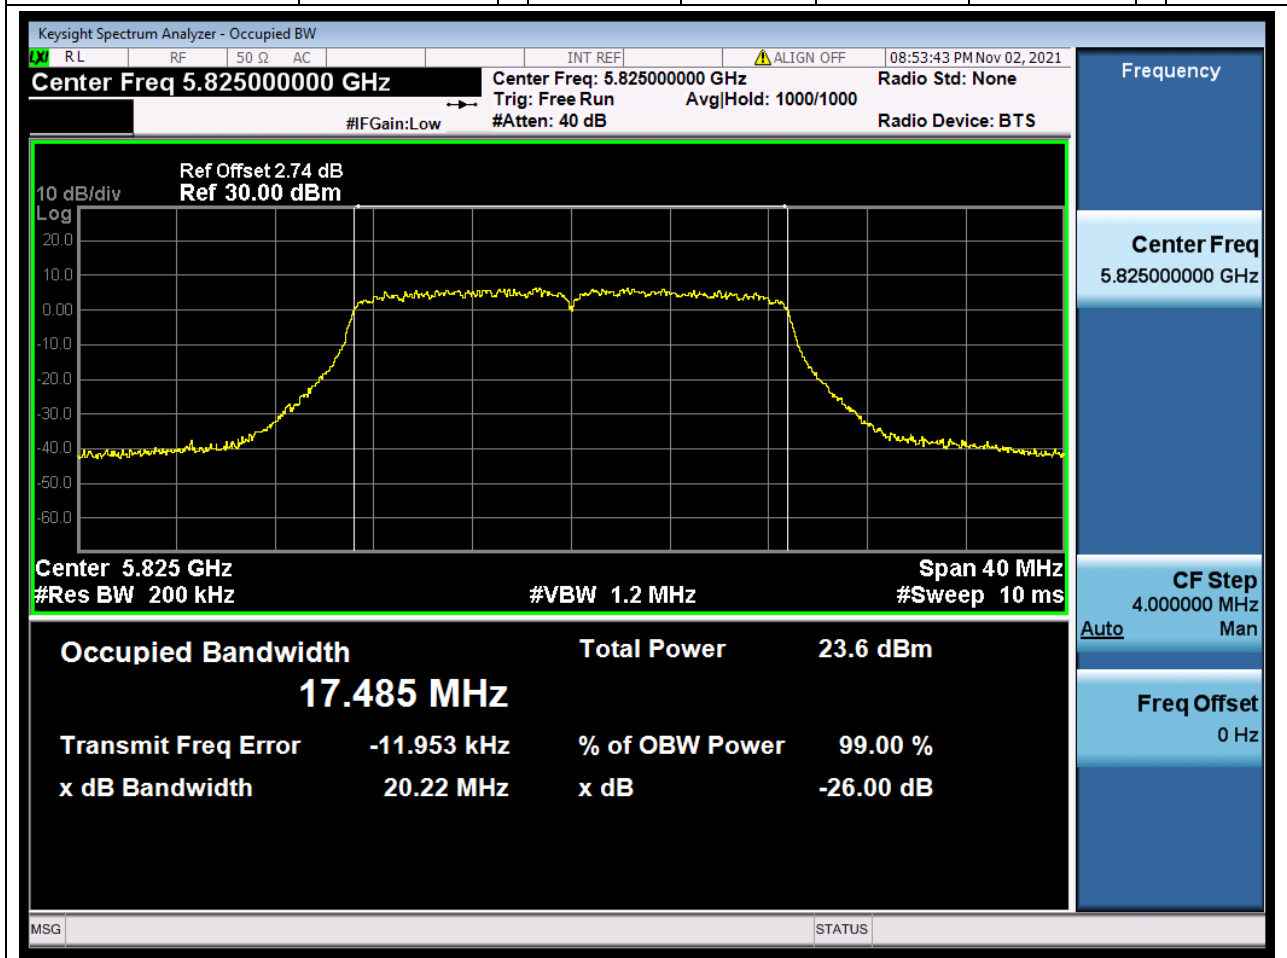 Keysight Spectrum Analyzer - Occupied BW
LXI RL RF 50 Ω AC INT REF ALIGN OFF 08:53:43 PM Nov 02, 2021
Center Freq 5.825000000 GHz
#IFGain:Low
Center Freq: 5.825000000 GHz
Trig: Free Run Avg|Hold: 1000/1000
#Atten: 40 dB
Radio Std: None
Radio Device: BTS
Ref Offset 2.74 dB
10 dB/div Ref 30.00 dBm
Log
20.0
10.0
0.00
-10.0
-20.0
-30.0
-40.0
-50.0
-60.0
Center 5.825 GHz Span 40 MHz
#Res BW 200 kHz #VBW 1.2 MHz #Sweep 10 ms
Occupied Bandwidth Total Power 23.6 dBm
17.485 MHz
Transmit Freq Error -11.953 kHz % of OBW Power 99.00 %
x dB Bandwidth 20.22 MHz x dB -26.00 dB
Frequency
Center Freq
5.825000000 GHz
CF Step
4.000000 MHz
Auto Man
Freq Offset
0 Hz
MSG STATUS